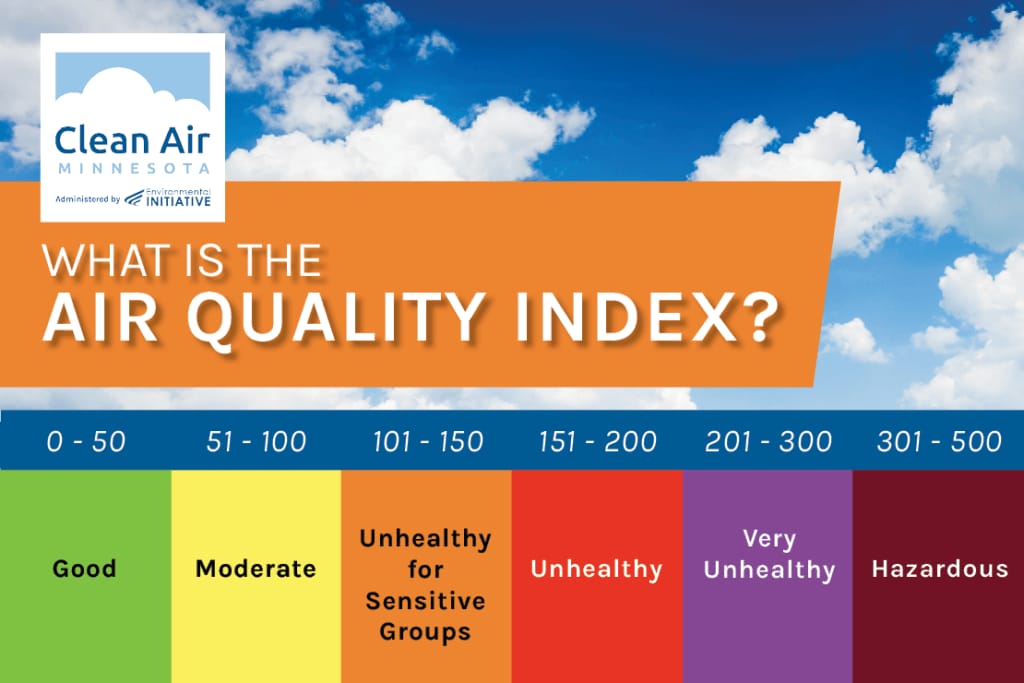 Clean Air
MINNESOTA
Administered by Environmental INITIATIVE
WHAT IS THE
AIR QUALITY INDEX?
0 - 50 51 - 100 101 - 150 151 - 200 201 - 300 301 - 500
Good
Moderate
Unhealthy
for
Sensitive
Groups
Unhealthy
Very
Unhealthy
Hazardous